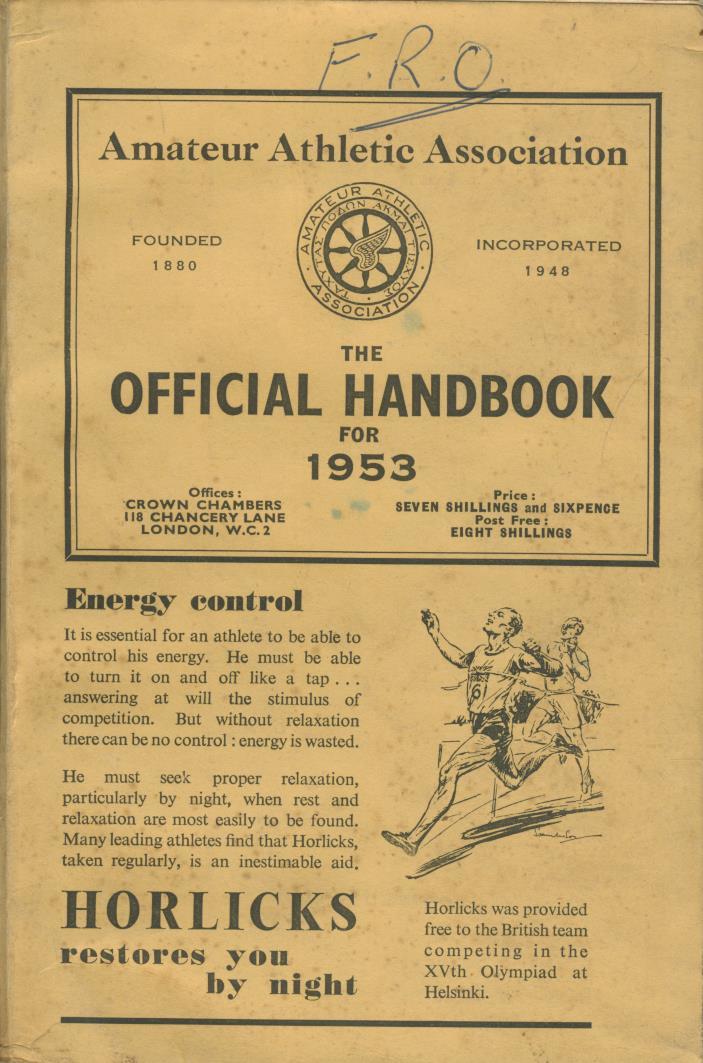 F.R.O.
Amateur Athletic Association
FOUNDED
1880
AMATEUR ATHLETIC
ASSOCIATION
INCORPORATED
1948
THE
OFFICIAL HANDBOOK
FOR
1953
Offices :
CROWN CHAMBERS
118 CHANCERY LANE
LONDON, W.C.2
Price :
SEVEN SHILLINGS and SIXPENCE
Post Free :
EIGHT SHILLINGS
Energy control
It is essential for an athlete to be able to
control his energy. He must be able
to turn it on and off like a tap . . .
answering at will the stimulus of
competition. But without relaxation
there can be no control : energy is wasted.
He must seek proper relaxation,
particularly by night, when rest and
relaxation are most easily to be found.
Many leading athletes find that Horlicks,
taken regularly, is an inestimable aid.
HORLICKS
restores you
by night
6
Horlicks was provided
free to the British team
competing in the
XVth Olympiad at
Helsinki.